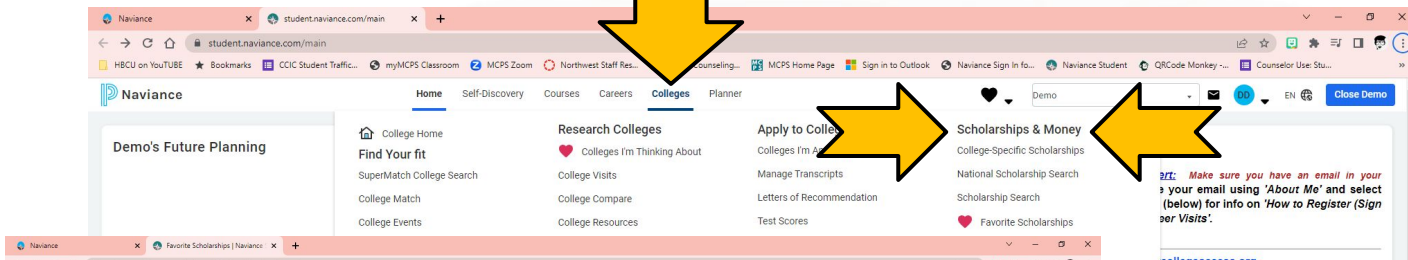 Naviance
student.naviance.com/main
student.naviance.com/main
HBCU on YouTUBE Bookmarks CCIC Student Traffic... myMCPS Classroom MCPS Zoom Northwest Staff Res... Counseling... MCPS Home Page Sign in to Outlook Naviance Sign In fo... Naviance Student QRCode Monkey -... Counselor Use: Stu...
Naviance Home Self-Discovery Courses Careers Colleges Planner Demo DD EN Close Demo
Demo's Future Planning
College Home
Find Your fit
SuperMatch College Search
College Match
College Events
Research Colleges
Colleges I'm Thinking About
College Visits
College Compare
College Resources
Apply to Colle
Colleges I'm
Manage Transcripts
Letters of Recommendation
Test Scores
Scholarships & Money
College-Specific Scholarships
National Scholarship Search
Scholarship Search
Favorite Scholarships
ert: Make sure you have an email in your
your email using 'About Me' and select
(below) for info on 'How to Register (Sign
eer Visits'.
Naviance
Favorite Scholarships | Naviance